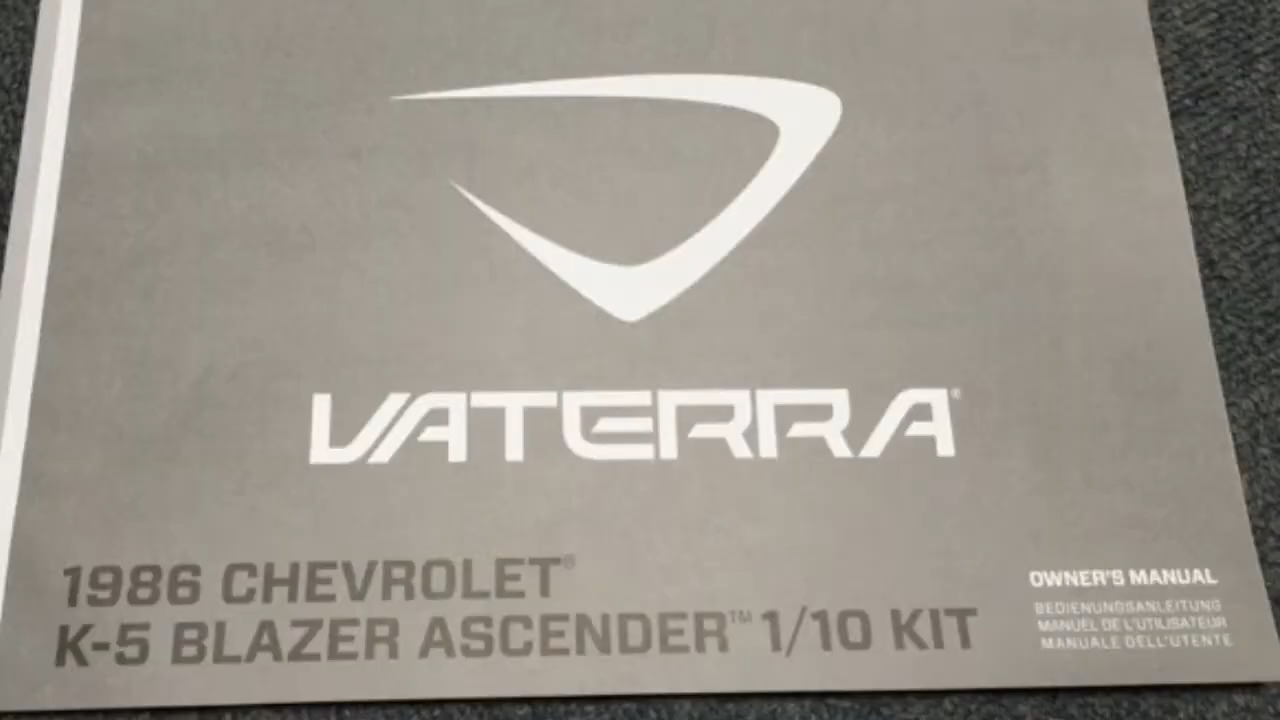 VATERRA®
1986 CHEVROLET®
K-5 BLAZER ASCENDER™ 1/10 KIT
OWNER'S MANUAL
BEDIENUNGSANLEITUNG
MANUEL DE L'UTILISATEUR
MANUALE DELL'UTENTE